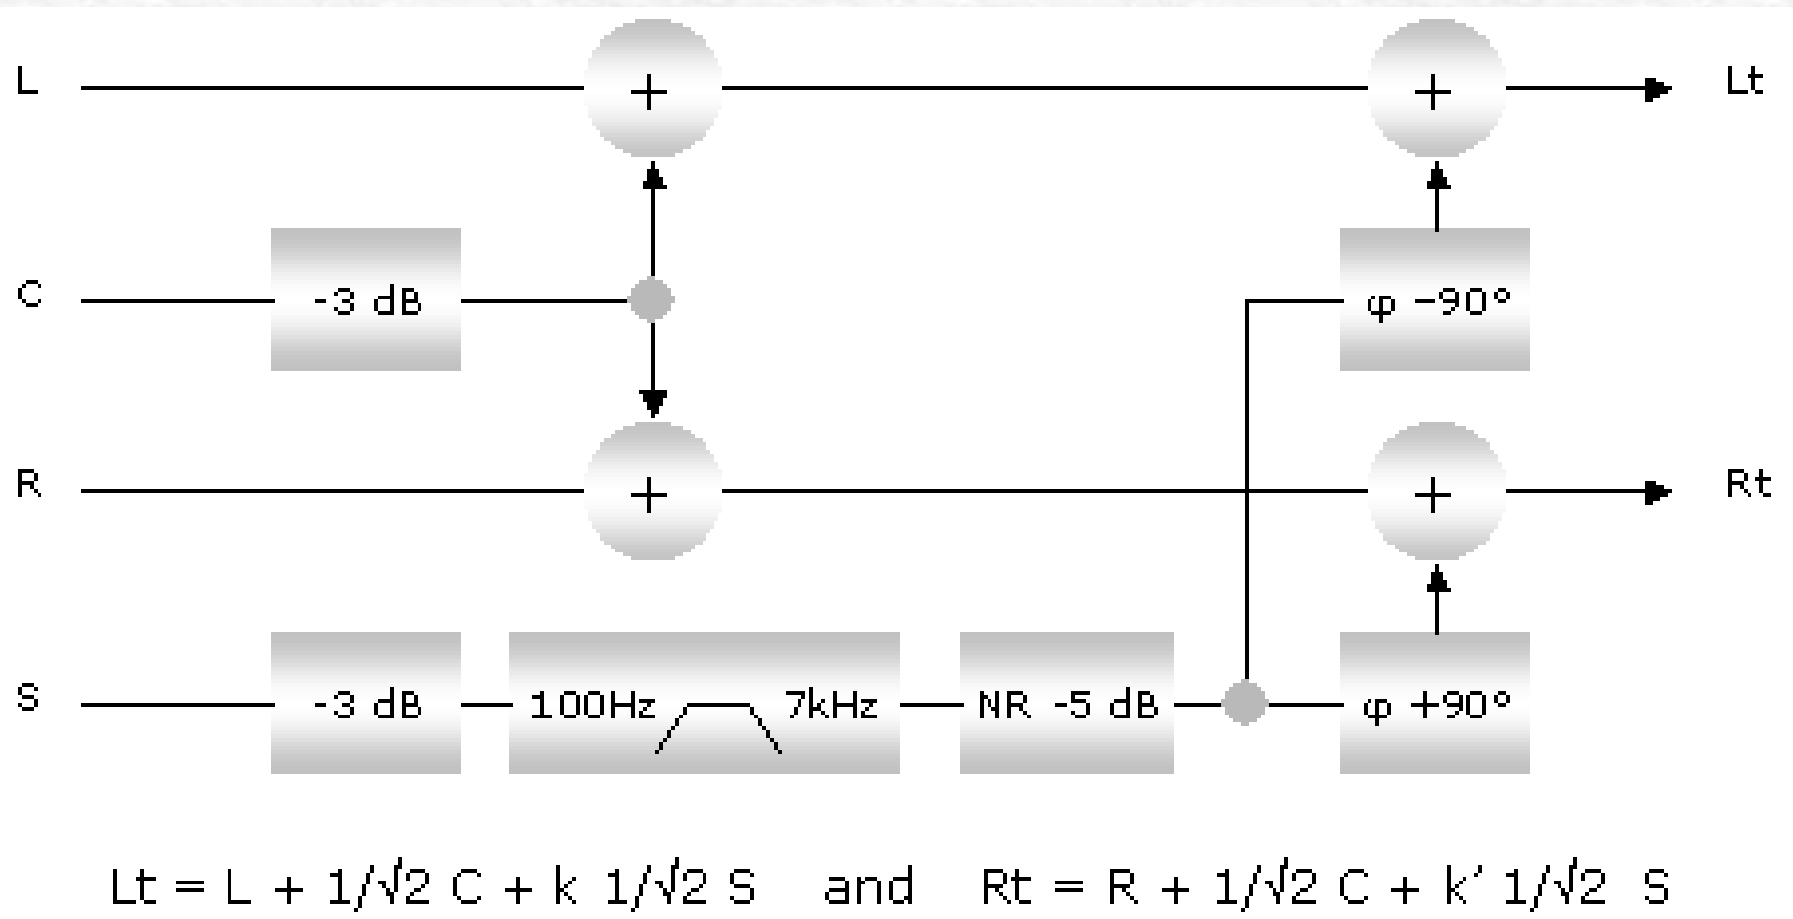 L + + Lt
C -3 dB φ -90°
R + + Rt
S -3 dB 100Hz 7kHz NR -5 dB φ +90°
Lt = L + 1/√2 C + k 1/√2 S and Rt = R + 1/√2 C + k' 1/√2 S